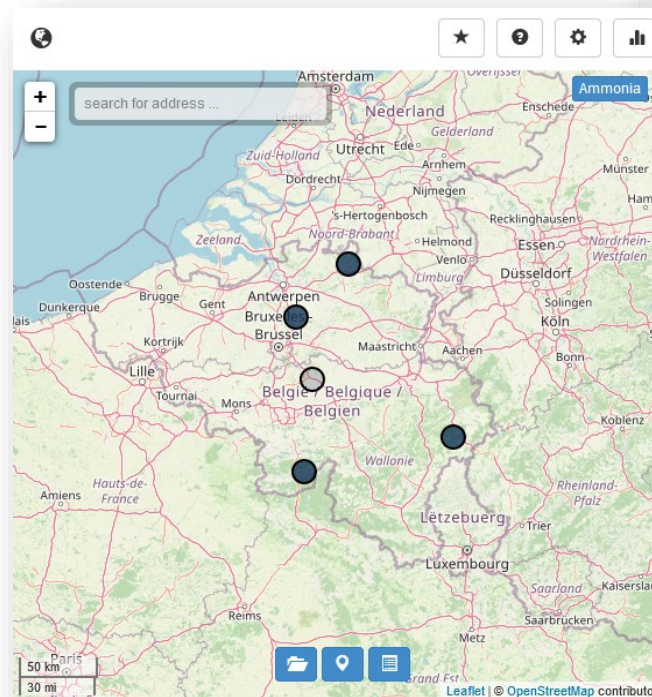 search for address ...
Ammonia
+
−
Amsterdam
Overijssel
Leiden
Nederland
Enschede
Utrecht
Ede
Gelderland
Zuid-Holland
Arnhem
Münster
Dordrecht
Nijmegen
's-Hertogenbosch
Recklinghausen
Zeeland
Noord-Brabant
Helmond
Venlo
Essen
Nordrhein-
Westfalen
Limburg
Düsseldorf
Oostende
Brugge
Antwerpen
Dunkerque
Gent
Solingen
Bruxelles-
Brussel
Köln
Kortrijk
Maastricht
Aachen
Bonn
Lille
Tournai
Mons
België / Belgique /
Belgien
Koblenz
Wallonie
Hauts-de-
France
Amiens
Rheinland-
Pfalz
Lëtzebuerg
Trier
Luxembourg
Saarland
Reims
Saarbrücken
Metz
Paris
50 km
30 mi
Grand Est
Leaflet | © OpenStreetMap